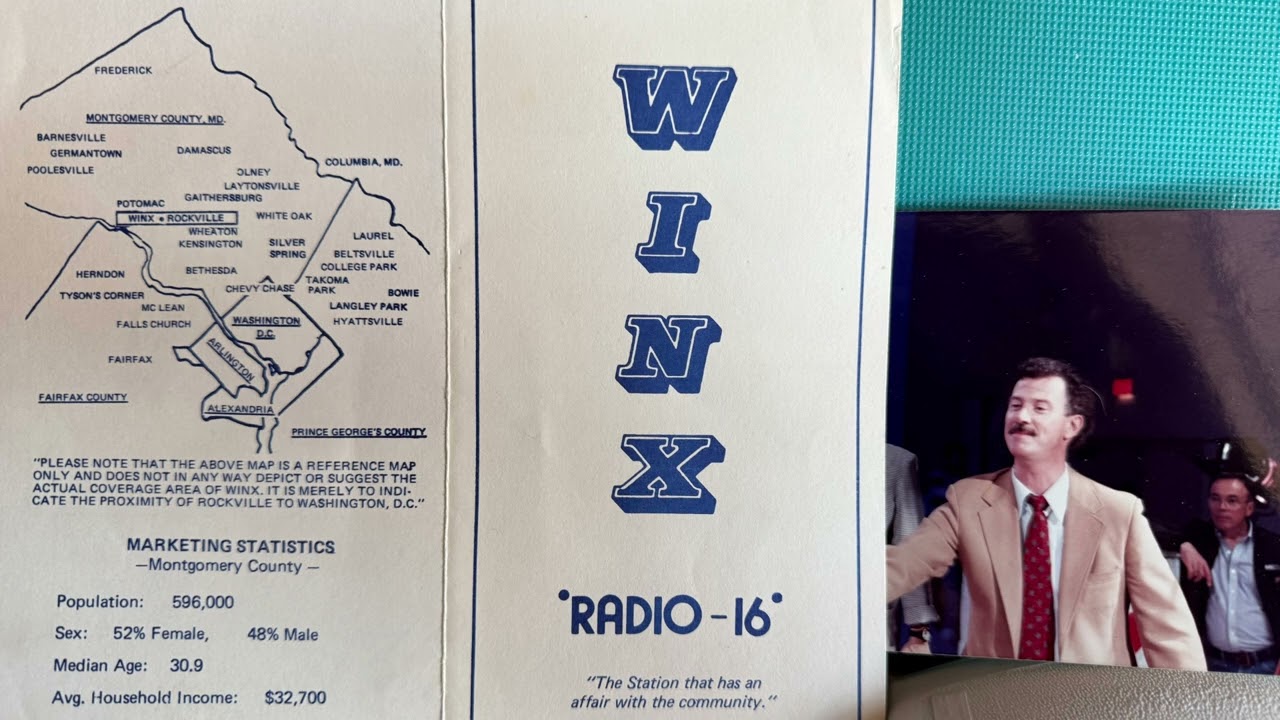 FREDERICK
MONTGOMERY COUNTY, MD.
BARNESVILLE
GERMANTOWN
DAMASCUS
POOLESVILLE
COLUMBIA, MD.
OLNEY
LAYTONSVILLE
GAITHERSBURG
POTOMAC
WINX • ROCKVILLE
WHITE OAK
WHEATON
KENSINGTON
SILVER
SPRING
LAUREL
BELTSVILLE
COLLEGE PARK
HERNDON
BETHESDA
TAKOMA
PARK
CHEVY CHASE
BOWIE
TYSON'S CORNER
MC LEAN
LANGLEY PARK
FALLS CHURCH
WASHINGTON
D.C.
HYATTSVILLE
ARLINGTON
FAIRFAX
FAIRFAX COUNTY
ALEXANDRIA
PRINCE GEORGE'S COUNTY
"PLEASE NOTE THAT THE ABOVE MAP IS A REFERENCE MAP
ONLY AND DOES NOT IN ANY WAY DEPICT OR SUGGEST THE
ACTUAL COVERAGE AREA OF WINX. IT IS MERELY TO INDI-
CATE THE PROXIMITY OF ROCKVILLE TO WASHINGTON, D.C."
MARKETING STATISTICS
—Montgomery County —
Population: 596,000
Sex: 52% Female, 48% Male
Median Age: 30.9
Avg. Household Income: $32,700
W
I
N
X
"RADIO-16"
"The Station that has an
affair with the community."